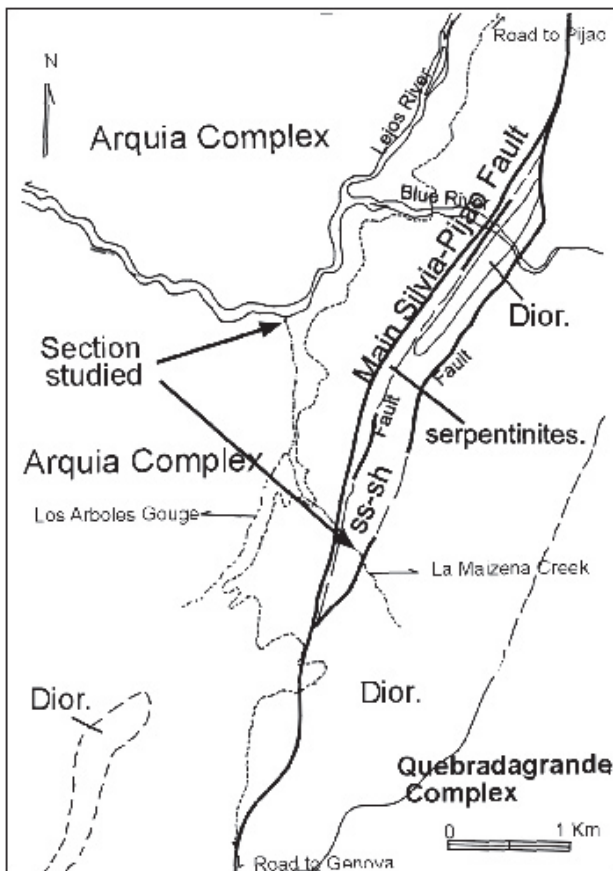 Road to Pijao
N
Lejos River
Arquia Complex
Blue River
Main Silvia-Pijao Fault
Dior.
Section
studied
Fault
Fault
serpentinites.
Arquia Complex
ss-sh
Los Arboles Gouge
La Maizena Creek
Dior.
Dior.
Quebradagrande
Complex
0 1 Km
Road to Genova